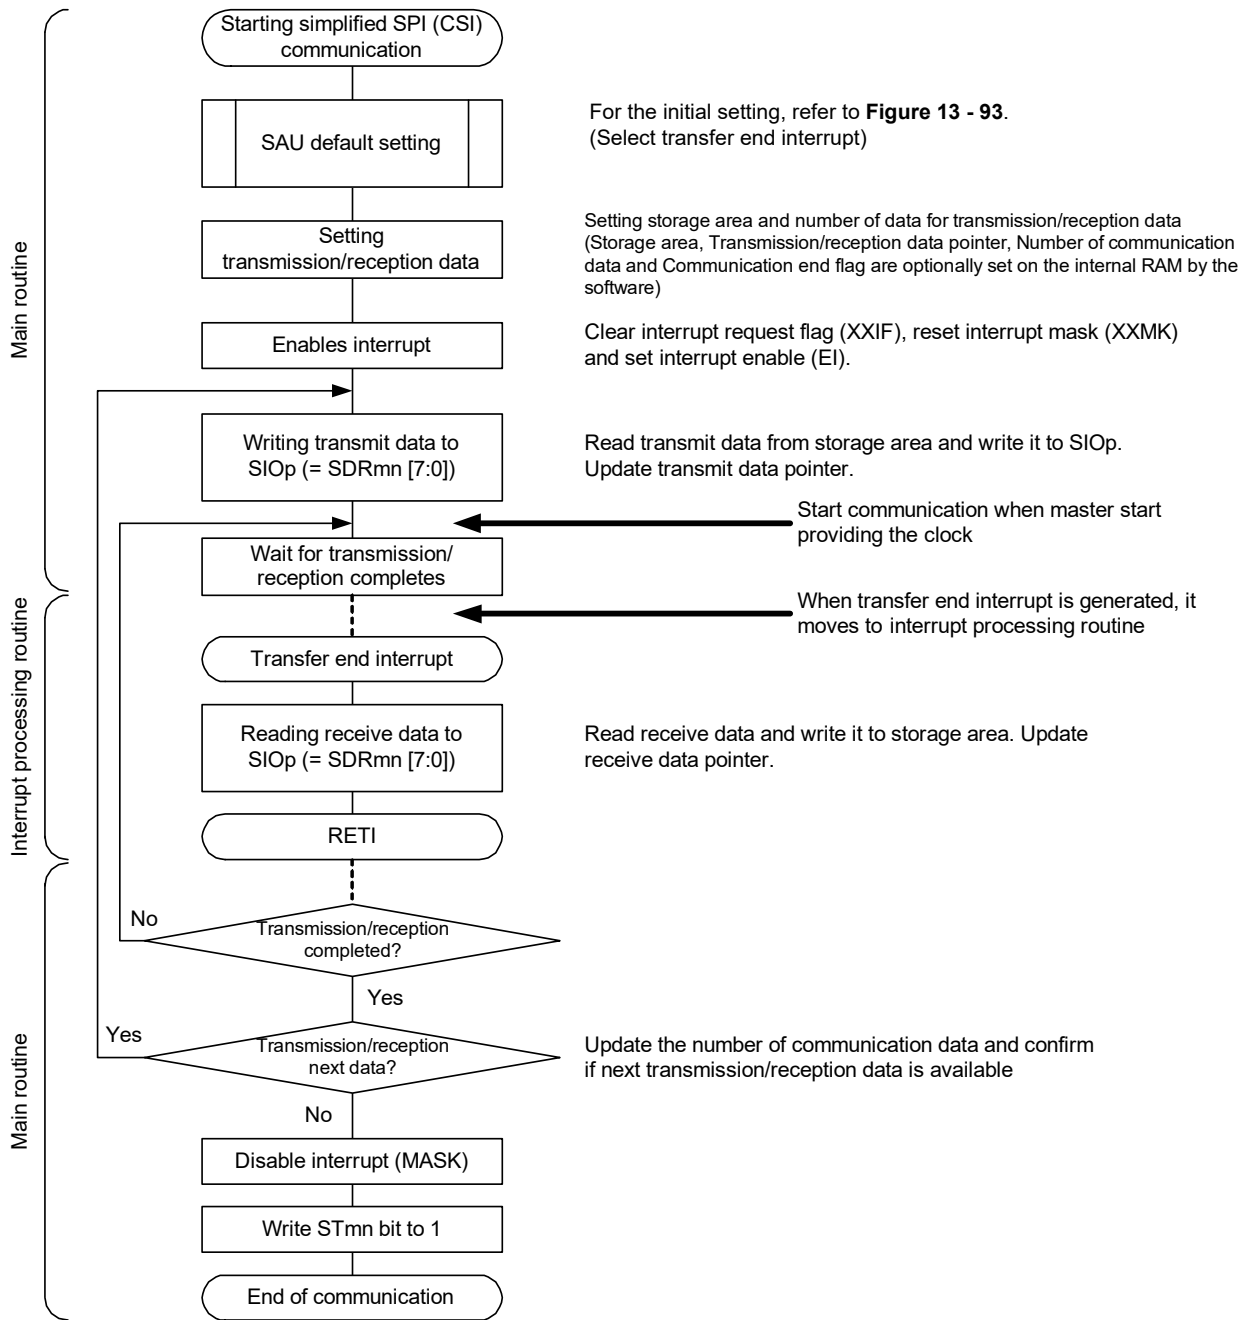 Starting simplified SPI (CSI)
communication
SAU default setting
For the initial setting, refer to Figure 13 - 93.
(Select transfer end interrupt)
Setting
transmission/reception data
Setting storage area and number of data for transmission/reception data
(Storage area, Transmission/reception data pointer, Number of communication
data and Communication end flag are optionally set on the internal RAM by the
software)
Main routine
Enables interrupt
Clear interrupt request flag (XXIF), reset interrupt mask (XXMK)
and set interrupt enable (EI).
Writing transmit data to
SIOp (= SDRmn [7:0])
Read transmit data from storage area and write it to SIOp.
Update transmit data pointer.
Start communication when master start
providing the clock
Wait for transmission/
reception completes
When transfer end interrupt is generated, it
moves to interrupt processing routine
Interrupt processing routine
Transfer end interrupt
Reading receive data to
SIOp (= SDRmn [7:0])
Read receive data and write it to storage area. Update
receive data pointer.
RETI
No
Transmission/reception
completed?
Yes
Main routine
Yes
Transmission/reception
next data?
Update the number of communication data and confirm
if next transmission/reception data is available
No
Disable interrupt (MASK)
Write STmn bit to 1
End of communication